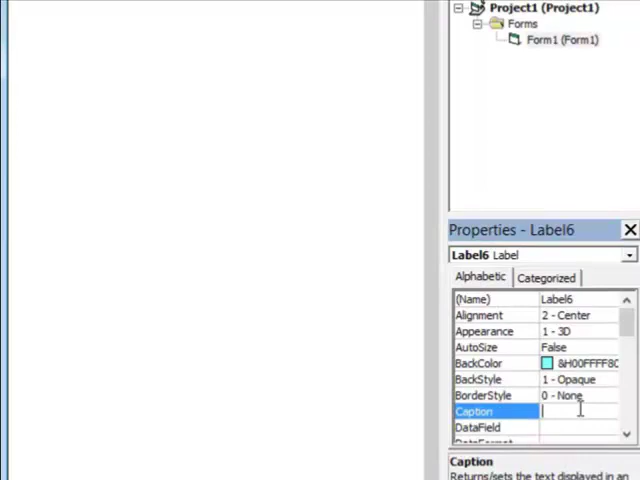 Project1 (Project1)
Forms
Form1 (Form1)
Properties - Label6
Label6 Label
Alphabetic Categorized
(Name) Label6
Alignment 2 - Center
Appearance 1 - 3D
AutoSize False
BackColor &H00FFFF8C
BackStyle 1 - Opaque
BorderStyle 0 - None
Caption
DataField
DataFormat
Caption
Returns/sets the text displayed in an